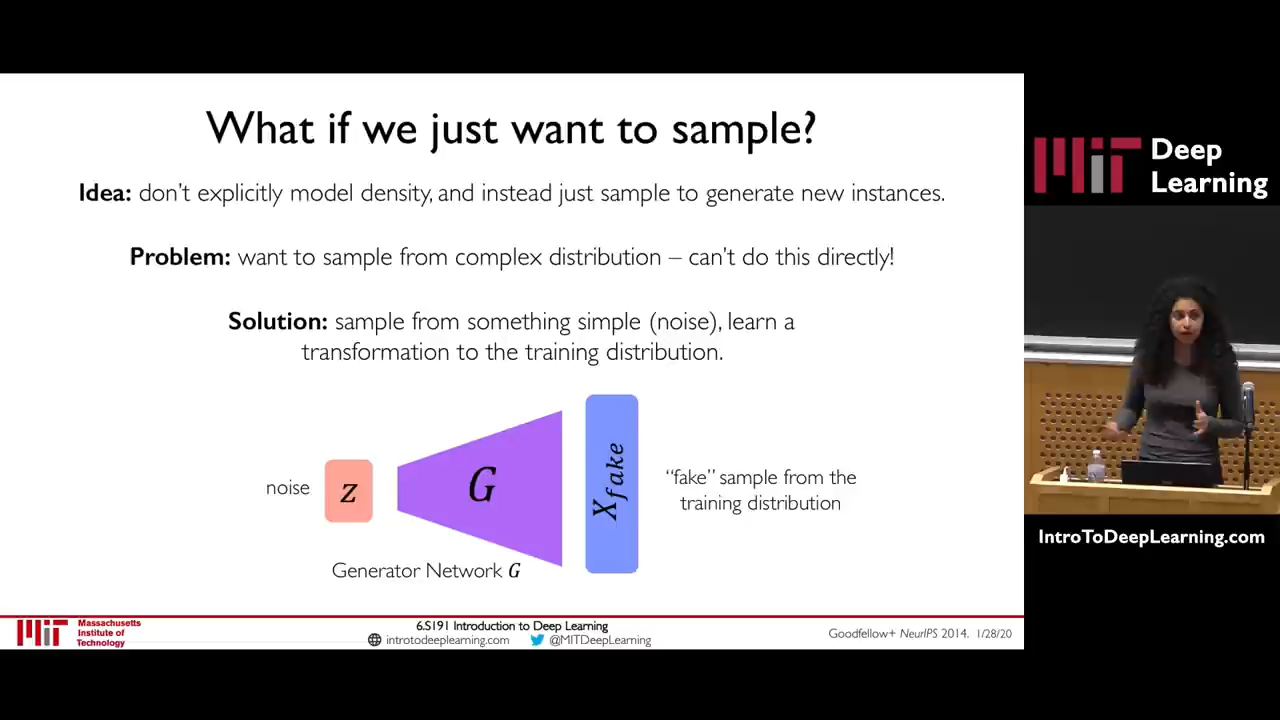 What if we just want to sample?
Idea: don't explicitly model density, and instead just sample to generate new instances.
Problem: want to sample from complex distribution – can't do this directly!
Solution: sample from something simple (noise), learn a
transformation to the training distribution.
noise
z
G
X_fake
"fake" sample from the
training distribution
Generator Network G
MIT
Massachusetts
Institute of
Technology
6.S191 Introduction to Deep Learning
introtodeeplearning.com
@MITDeepLearning
Goodfellow+ NeurIPS 2014. 1/28/20
MIT
Deep
Learning
IntroToDeepLearning.com